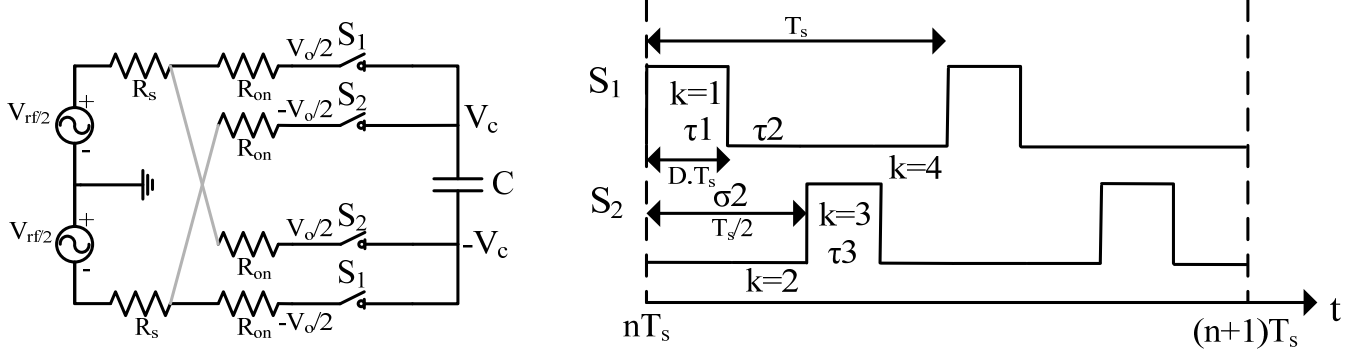 V_o/2 S_1
R_s
R_on
-V_o/2 S_2
V_rf/2
+
-
R_on
V_c
C
+
V_rf/2
-
V_o/2 S_2
-V_c
R_on
S_1
R_s
R_on
-V_o/2
T_s
S_1
k=1
τ1
τ2
D.T_s
k=4
S_2
σ2
T_s/2
k=3
τ3
k=2
t
nT_s
(n+1)T_s